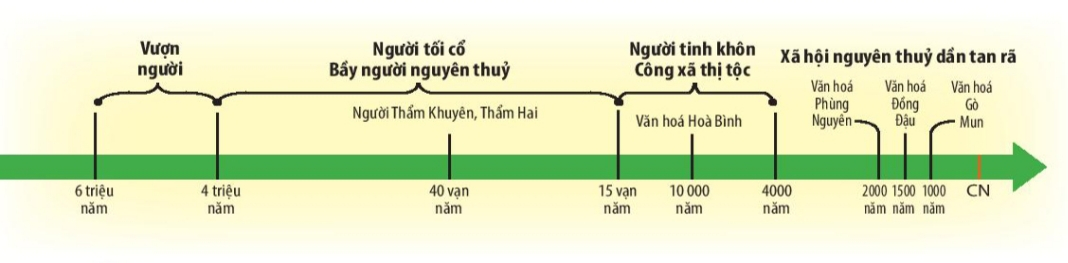 Vượn
người
Người tối cổ
Bầy người nguyên thuỷ
Người tinh khôn
Công xã thị tộc
Xã hội nguyên thuỷ dần tan rã
Người Thẩm Khuyên, Thẩm Hai
Văn hoá Hoà Bình
Văn hoá
Phùng
Nguyên
Văn hoá
Đồng
Đậu
Văn hoá
Gò
Mun
6 triệu
năm
4 triệu
năm
40 vạn
năm
15 vạn
năm
10 000
năm
4000
năm
2000
năm
1500
năm
1000
năm
CN